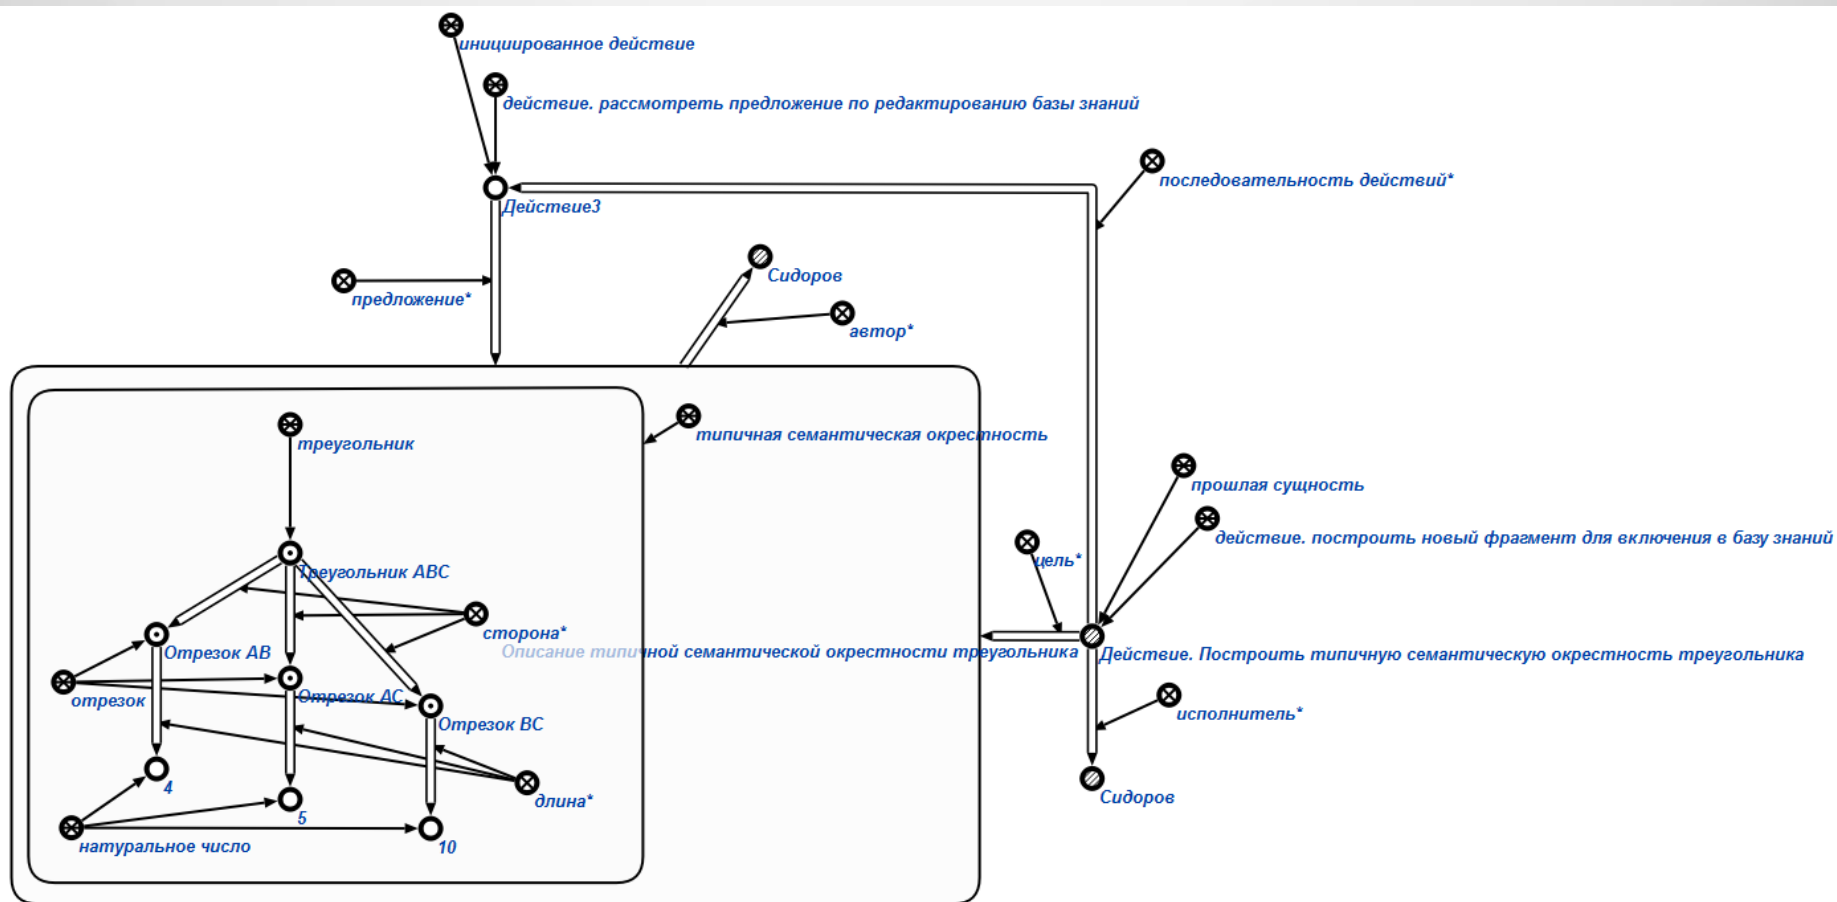 инициированное действие
действие. рассмотреть предложение по редактированию базы знаний
последовательность действий*
Действие3
Сидоров
предложение*
автор*
типичная семантическая окрестность
треугольник
прошлая сущность
действие. построить новый фрагмент для включения в базу знаний
цель*
Треугольник ABC
сторона*
Отрезок AB
Описание типичной семантической окрестности треугольника
Действие. Построить типичную семантическую окрестность треугольника
отрезок
Отрезок AC
исполнитель*
Отрезок BC
4
длина*
Сидоров
5
натуральное число
10